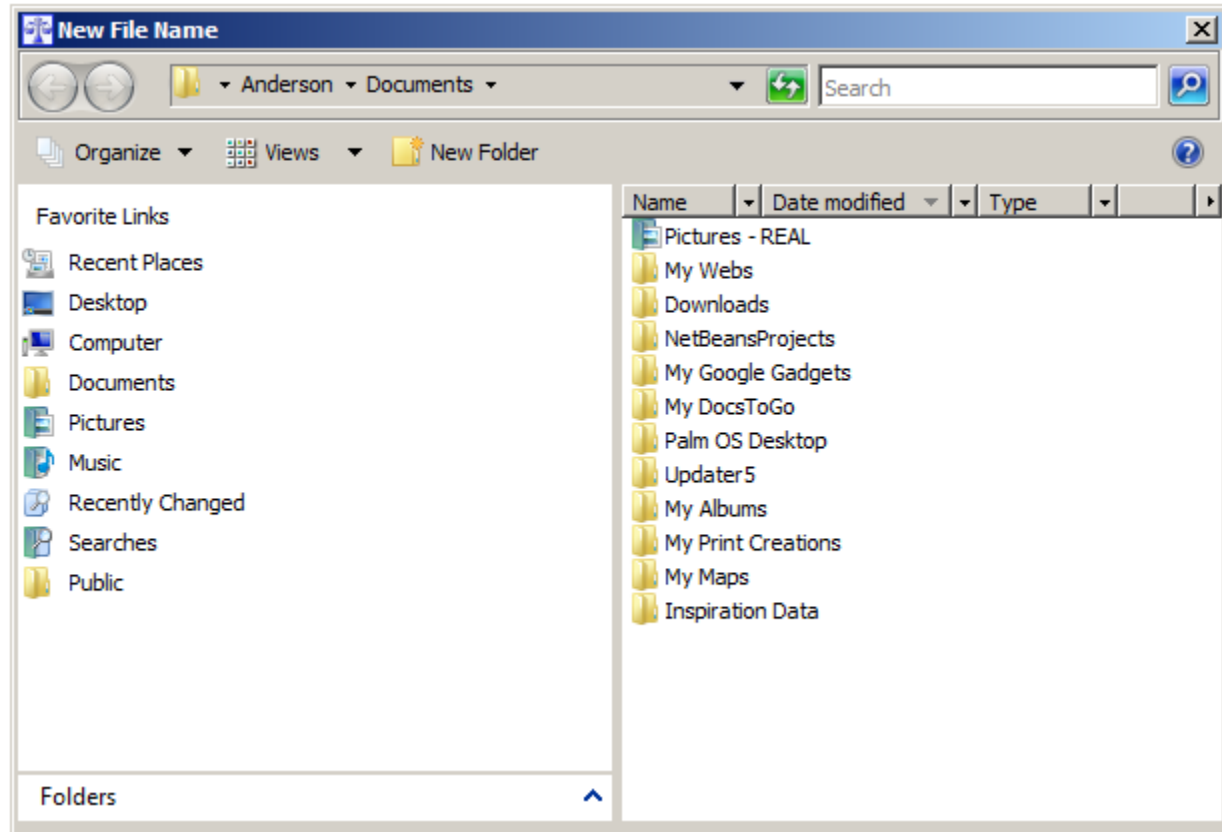 New File Name
Anderson Documents
Search
Organize Views New Folder
Favorite Links
Recent Places
Desktop
Computer
Documents
Pictures
Music
Recently Changed
Searches
Public
Folders
Name Date modified Type
Pictures - REAL
My Webs
Downloads
NetBeansProjects
My Google Gadgets
My DocsToGo
Palm OS Desktop
Updater5
My Albums
My Print Creations
My Maps
Inspiration Data